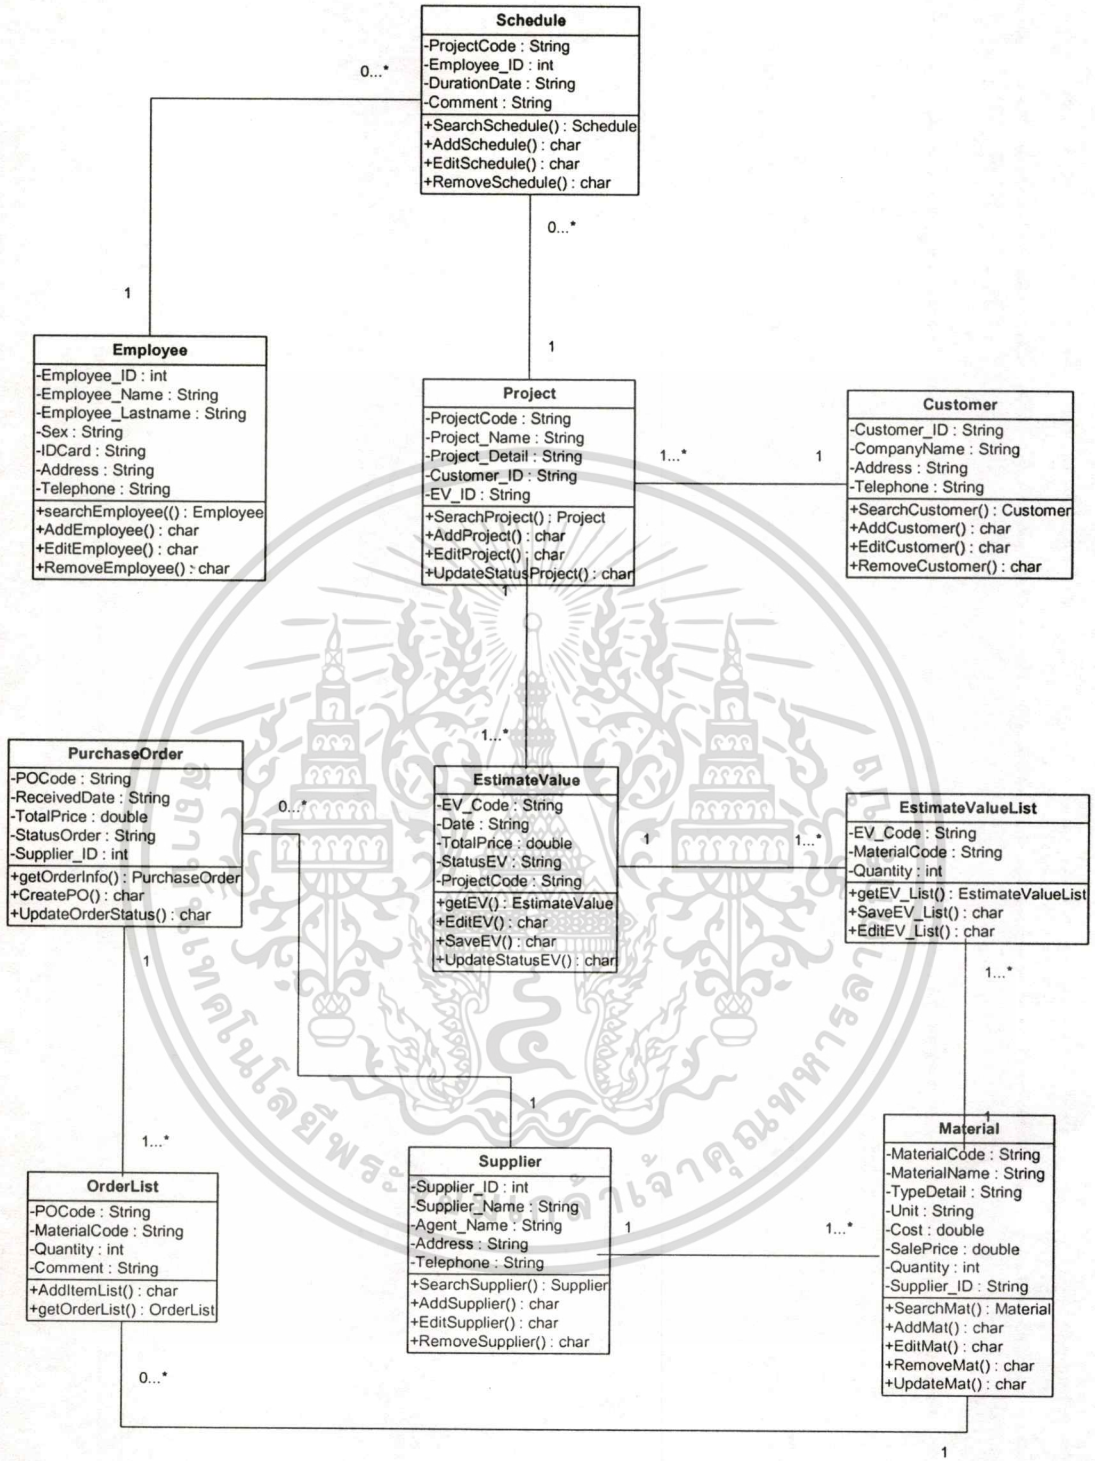 Schedule
-ProjectCode : String
-Employee_ID : int
-DurationDate : String
-Comment : String
+SearchSchedule() : Schedule
+AddSchedule() : char
+EditSchedule() : char
+RemoveSchedule() : char
0...*
0...*
1
1
Employee
-Employee_ID : int
-Employee_Name : String
-Employee_Lastname : String
-Sex : String
-IDCard : String
-Address : String
-Telephone : String
+searchEmployee(() : Employee
+AddEmployee() : char
+EditEmployee() : char
+RemoveEmployee() : char
Project
-ProjectCode : String
-Project_Name : String
-Project_Detail : String
-Customer_ID : String
-EV_ID : String
+SerachProject() : Project
+AddProject() : char
+EditProject() : char
+UpdateStatusProject() : char
1...*
1
Customer
-Customer_ID : String
-CompanyName : String
-Address : String
-Telephone : String
+SearchCustomer() : Customer
+AddCustomer() : char
+EditCustomer() : char
+RemoveCustomer() : char
1
1...*
PurchaseOrder
-POCode : String
-ReceivedDate : String
-TotalPrice : double
-StatusOrder : String
-Supplier_ID : int
+getOrderInfo() : PurchaseOrder
+CreatePO() : char
+UpdateOrderStatus() : char
0...*
EstimateValue
-EV_Code : String
-Date : String
-TotalPrice : double
-StatusEV : String
-ProjectCode : String
+getEV() : EstimateValue
+EditEV() : char
+SaveEV() : char
+UpdateStatusEV() : char
1
1...*
EstimateValueList
-EV_Code : String
-MaterialCode : String
-Quantity : int
+getEV_List() : EstimateValueList
+SaveEV_List() : char
+EditEV_List() : char
1
1...*
1
1
1...*
OrderList
-POCode : String
-MaterialCode : String
-Quantity : int
-Comment : String
+AddItemList() : char
+getOrderList() : OrderList
0...*
Supplier
-Supplier_ID : int
-Supplier_Name : String
-Agent_Name : String
-Address : String
-Telephone : String
+SearchSupplier() : Supplier
+AddSupplier() : char
+EditSupplier() : char
+RemoveSupplier() : char
1
1...*
Material
-MaterialCode : String
-MaterialName : String
-TypeDetail : String
-Unit : String
-Cost : double
-SalePrice : double
-Quantity : int
-Supplier_ID : String
+SearchMat() : Material
+AddMat() : char
+EditMat() : char
+RemoveMat() : char
+UpdateMat() : char
1